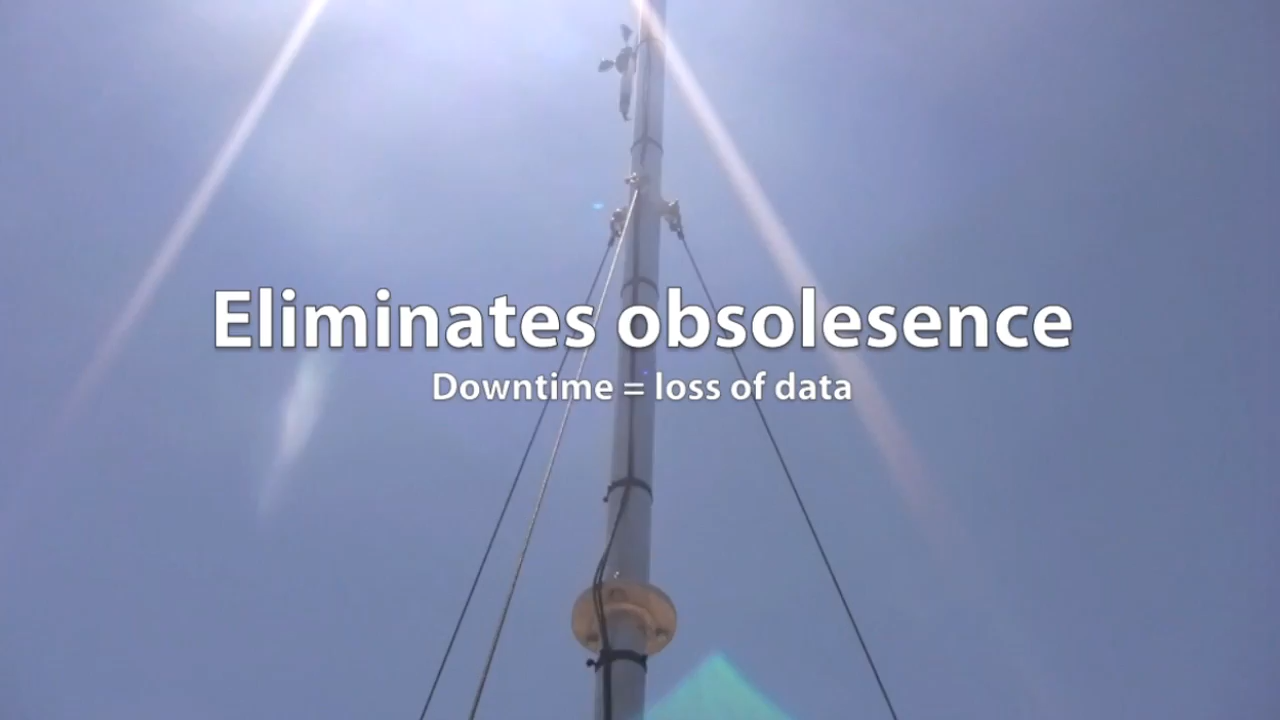 Eliminates obsolesence
Downtime = loss of data